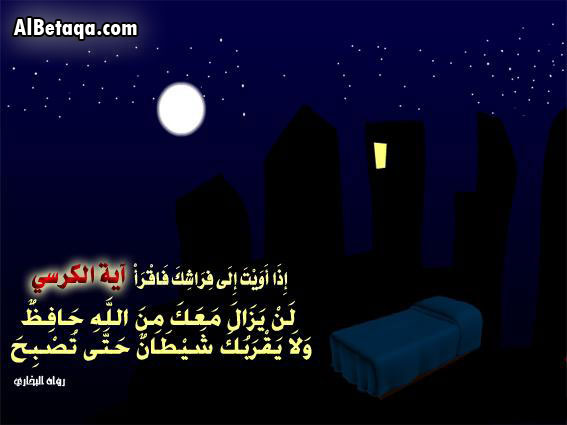 AlBetaqa.com
إِذَا أَوَيْتَ إِلَى فِرَاشِكَ فَاقْرَأْ آية الكرسي
لَنْ يَزَالَ مَعَكَ مِنَ اللَّهِ حَافِظٌ
وَلَا يَقْرَبُكَ شَيْطَانٌ حَتَّى تُصْبِحَ
رواه البخاري